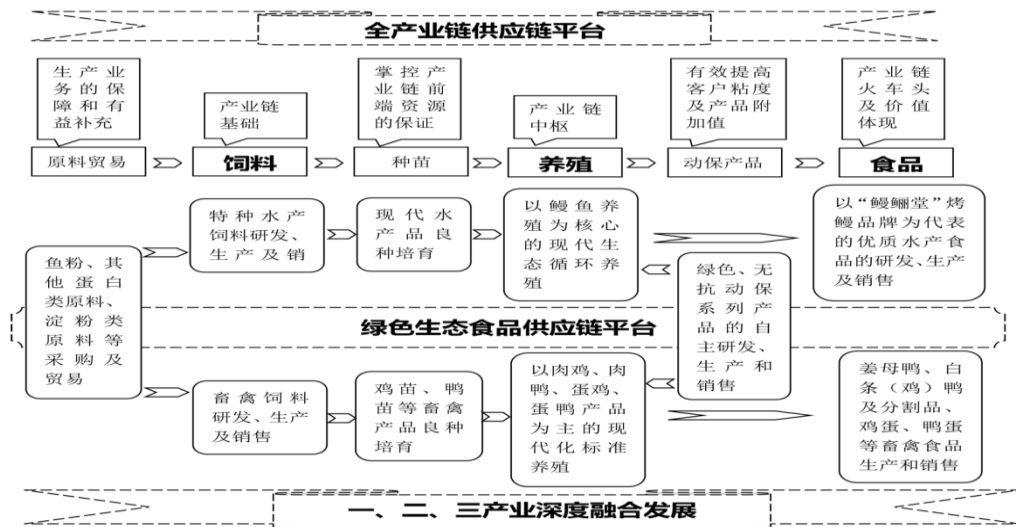 全产业链供应链平台
生产业
务的保
障和有
益补充
产业链
基础
掌控产
业链前
端资源
的保证
产业链
中枢
有效提高
客户粘度
及产品附
加值
产业链
火车头
及价值
体现
原料贸易
饲料
种苗
养殖
动保产品
食品
鱼粉、其
他蛋白
类原料、
淀粉类
原料等
采购及
贸易
特种水产
饲料研发、
生产及销
现代水
产品良
种培育
以鳗鱼养
殖为核心
的现代生
态循环养
殖
以“鳗鲡堂”烤
鳗品牌为代表
的优质水产食
品的研发、生产
及销售
绿色、无
抗动保
系列产
品的自
主研发、
生产和
销售
绿色生态食品供应链平台
畜禽饲料
研发、生产
及销售
鸡苗、鸭
苗等畜禽
产品良种
培育
以肉鸡、肉
鸭、蛋鸡、
蛋鸭产品
为主的现
代化标准
养殖
姜母鸭、白
条（鸡）鸭
及分割品、
鸡蛋、鸭蛋
等畜禽食品
生产和销售
一、二、三产业深度融合发展